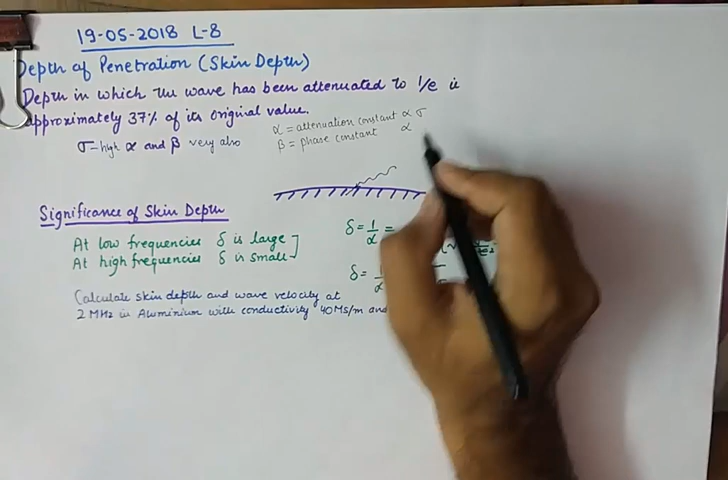 19-05-2018 L-8
Depth of Penetration (Skin Depth)
Depth in which the wave has been attenuated to 1/e is
approximately 37% of its original value.
σ=high α and β very also
α = attenuation constant ∝ σ
β = phase constant ∝
Significance of Skin Depth
At low frequencies δ is large
At high frequencies δ is small
δ = 1/α =
δ = 1/α
Calculate skin depth and wave velocity at
2 MHz in Aluminium with conductivity 40 Ms/m and